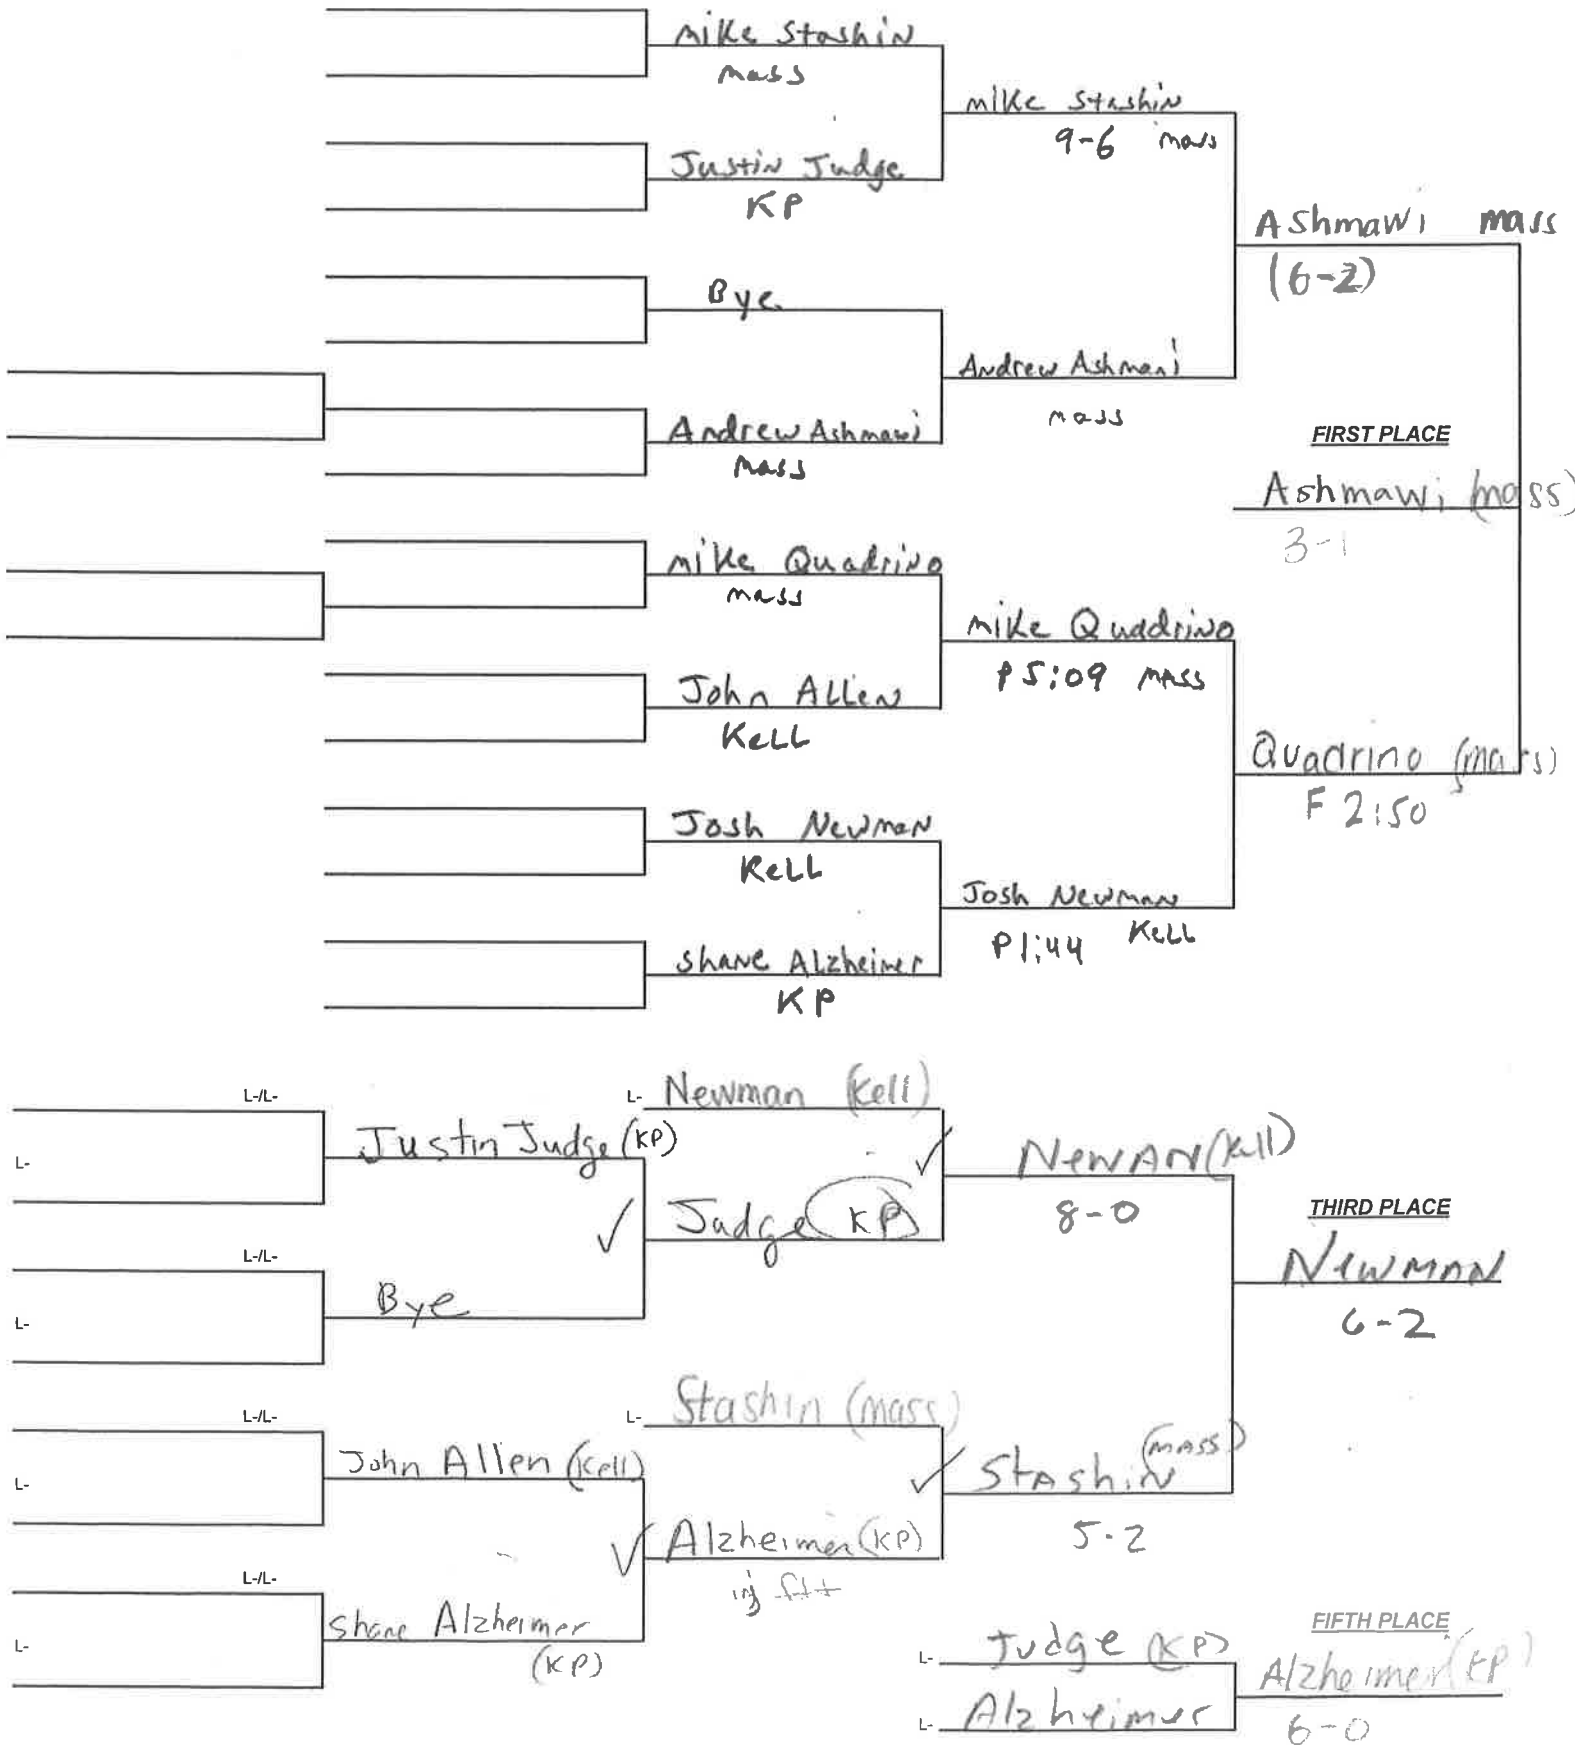 Mike Stashin
mass
Mike Stashin
9-6 mass
Justin Judge
KP
Ashmawi mass
(6-2)
Bye
Andrew Ashmani
mass
Andrew Ashmawi
mass
FIRST PLACE
Ashmawi (mass)
3-1
Mike Quadrino
mass
Mike Quadrino
P 5:09 MASS
John Allen
Kell
Quadrino (mass)
F 2:50
Josh Newman
Kell
Josh Newman
P 1:44 Kell
Shane Alzheimer
KP
L-/L-
L- Newman (Kell)
Justin Judge (KP)
L-
NewAN (Kell)
8-0
Judge (KP)
THIRD PLACE
Newman
6-2
L-/L-
Bye
L-
L-/L-
L- Stashin (mass)
John Allen (Kell)
L-
Stashin (mass)
5-2
Alzheimer (KP)
inj fft
L-/L-
Shane Alzheimer
(KP)
L-
L- Judge (KP)
FIFTH PLACE
Alzheimer (KP)
6-0
L- Alzheimer